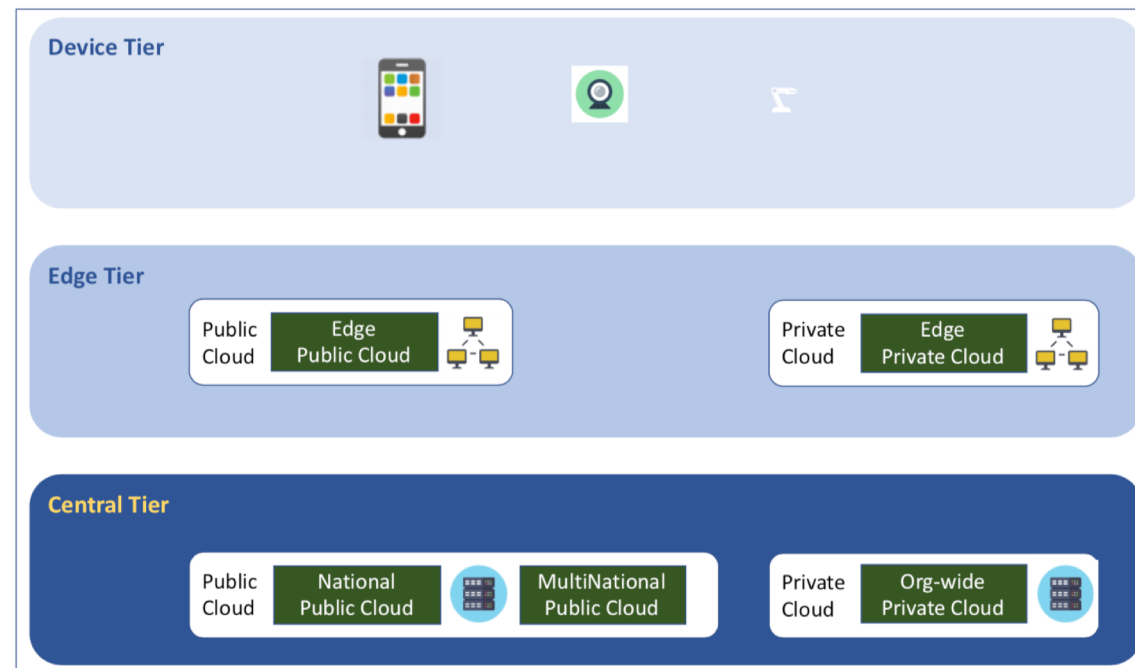 Device Tier
Edge Tier
Public
Cloud
Edge
Public Cloud
Private
Cloud
Edge
Private Cloud
Central Tier
Public
Cloud
National
Public Cloud
MultiNational
Public Cloud
Private
Cloud
Org-wide
Private Cloud